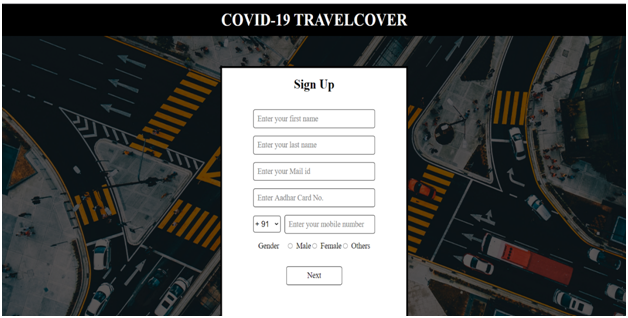 COVID-19 TRAVELCOVER
Sign Up
Enter your first name
Enter your last name
Enter your Mail id
Enter Aadhar Card No.
+ 91 Enter your mobile number
Gender Male Female Others
Next